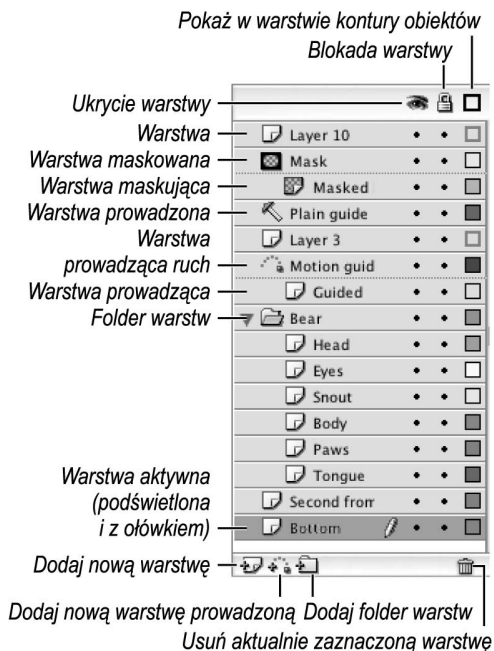 Pokaż w warstwie kontury obiektów
Blokada warstwy
Ukrycie warstwy
Warstwa Layer 10
Warstwa maskowana Mask
Warstwa maskująca Masked
Warstwa prowadzona Plain guide
Warstwa Layer 3
prowadząca ruch Motion guid
Warstwa prowadząca Guided
Folder warstw Bear
Head
Eyes
Snout
Body
Paws
Tongue
Warstwa aktywna
(podświetlona Second from
i z ołówkiem) Bottom
Dodaj nową warstwę
Dodaj nową warstwę prowadzoną Dodaj folder warstw
Usuń aktualnie zaznaczoną warstwę